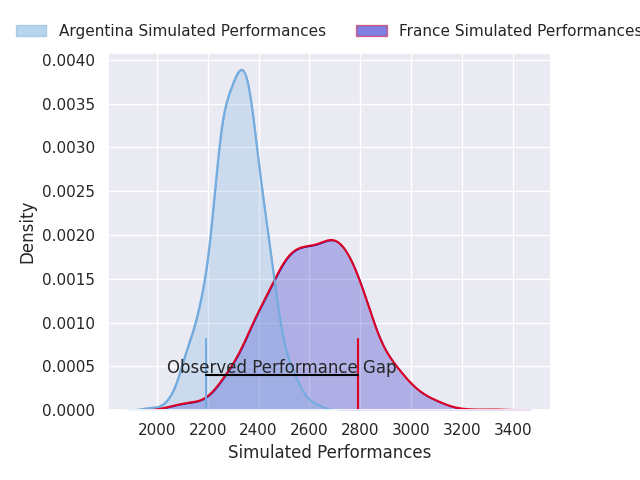 Argentina Simulated Performances France Simulated Performances
0.0040
0.0035
0.0030
0.0025
0.0020
0.0015
0.0010
0.0005
0.0000
Density
Observed Performance Gap
2000 2200 2400 2600 2800 3000 3200 3400
Simulated Performances